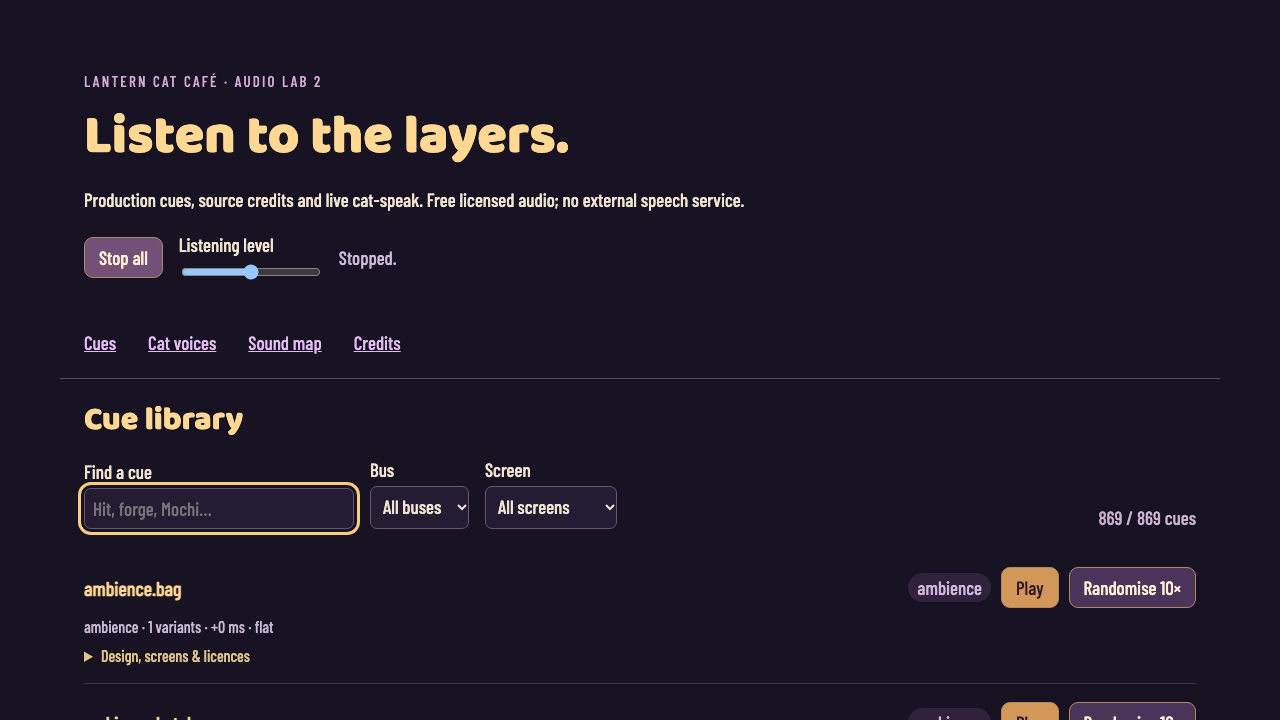 LANTERN CAT CAFÉ · AUDIO LAB 2
Listen to the layers.
Production cues, source credits and live cat-speak. Free licensed audio; no external speech service.
Stop all
Listening level
Stopped.
Cues
Cat voices
Sound map
Credits
Cue library
Find a cue
Bus
Screen
Hit, forge, Mochi...
All buses
All screens
869 / 869 cues
ambience.bag
ambience
Play
Randomise 10×
ambience · 1 variants · +0 ms · flat
Design, screens & licences